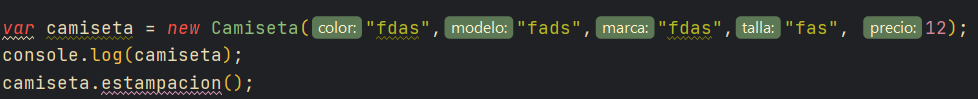 var camiseta = new Camiseta( color: "fdas", modelo: "fads", marca: "fdas", talla: "fas", precio: 12);
console.log(camiseta);
camiseta.estampacion();